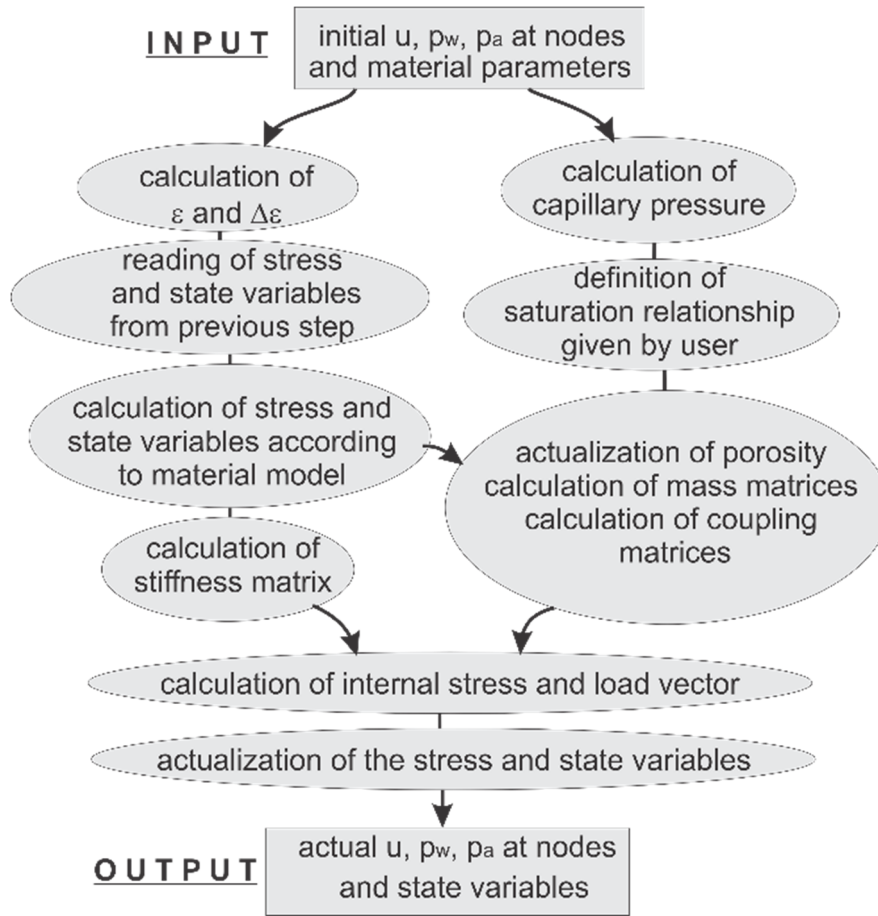 INPUT
initial u, pw, pa at nodes
and material parameters
calculation of
ε and Δε
calculation of
capillary pressure
reading of stress
and state variables
from previous step
definition of
saturation relationship
given by user
calculation of stress and
state variables according
to material model
actualization of porosity
calculation of mass matrices
calculation of coupling
matrices
calculation of
stiffness matrix
calculation of internal stress and load vector
actualization of the stress and state variables
OUTPUT
actual u, pw, pa at nodes
and state variables